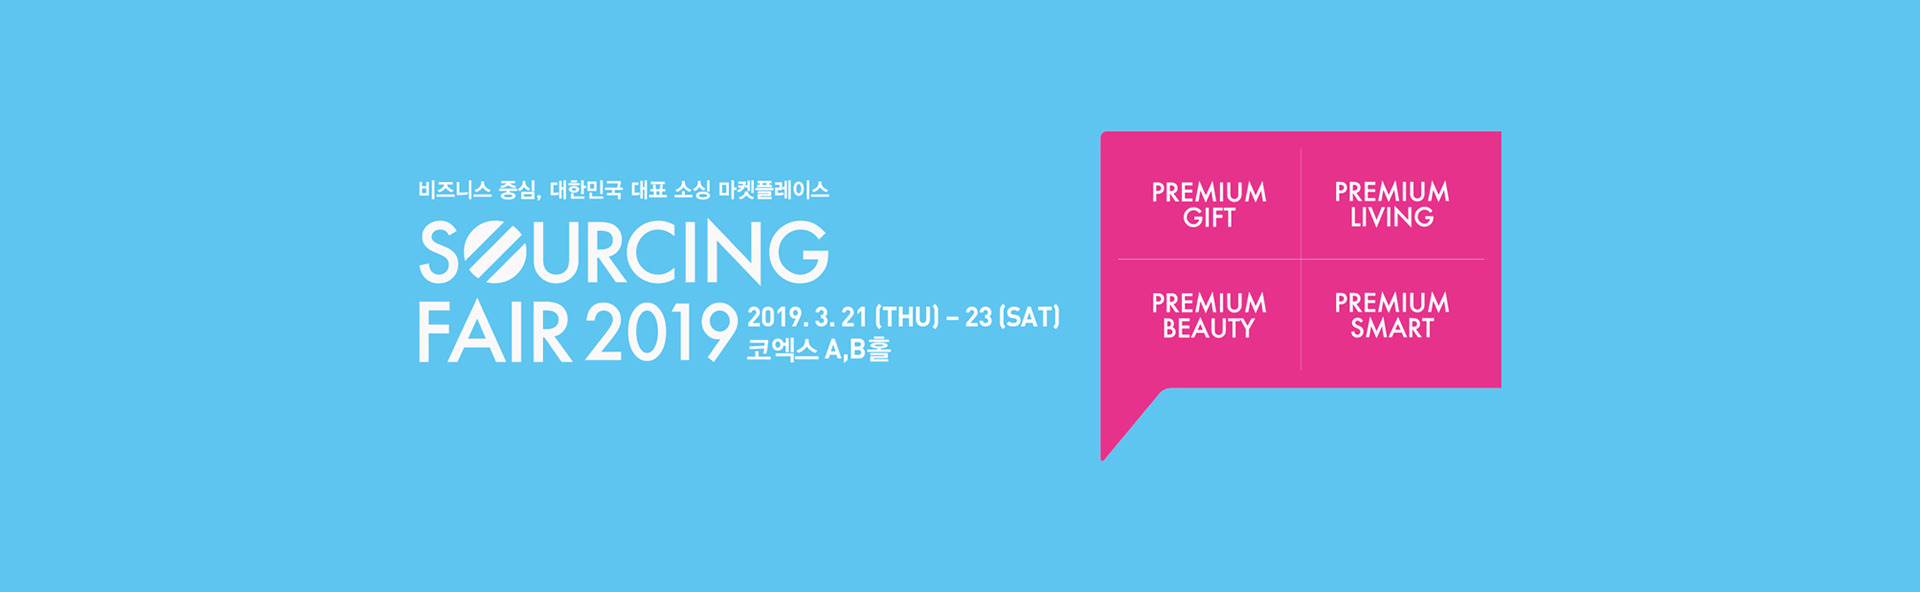 비즈니스 중심, 대한민국 대표 소싱 마켓플레이스
SOURCING
FAIR 2019
2019. 3. 21 (THU) – 23 (SAT)
코엑스 A,B홀
PREMIUM
GIFT
PREMIUM
LIVING
PREMIUM
BEAUTY
PREMIUM
SMART